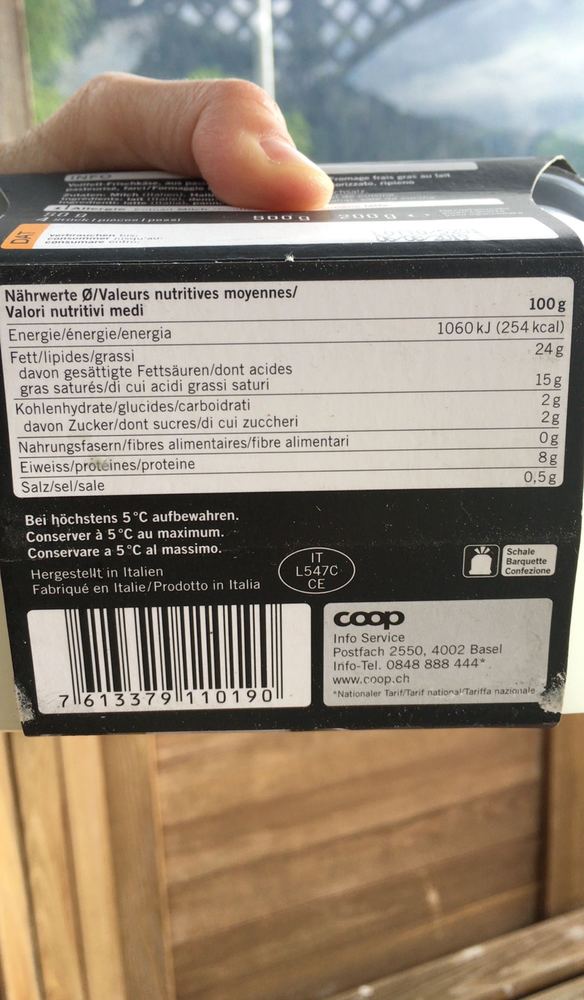 INFO
50 g
500 g 200 g
DAT
Nährwerte Ø/Valeurs nutritives moyennes/
Valori nutritivi medi 100 g
Energie/énergie/energia 1060 kJ (254 kcal)
Fett/lipides/grassi 24 g
davon gesättigte Fettsäuren/dont acides
gras saturés/di cui acidi grassi saturi 15 g
Kohlenhydrate/glucides/carboidrati 2 g
davon Zucker/dont sucres/di cui zuccheri 2 g
Nahrungsfasern/fibres alimentaires/fibre alimentari 0 g
Eiweiss/protéines/proteine 8 g
Salz/sel/sale 0,5 g
Bei höchstens 5 °C aufbewahren.
Conserver à 5 °C au maximum.
Conservare a 5 °C al massimo.
Hergestellt in Italien
Fabriqué en Italie/Prodotto in Italia
IT
L547C
CE
Schale
Barquette
Confezione
7 613379 110190
coop
Info Service
Postfach 2550, 4002 Basel
Info-Tel. 0848 888 444*
www.coop.ch
*Nationaler Tarif/Tarif national/Tariffa nazionale